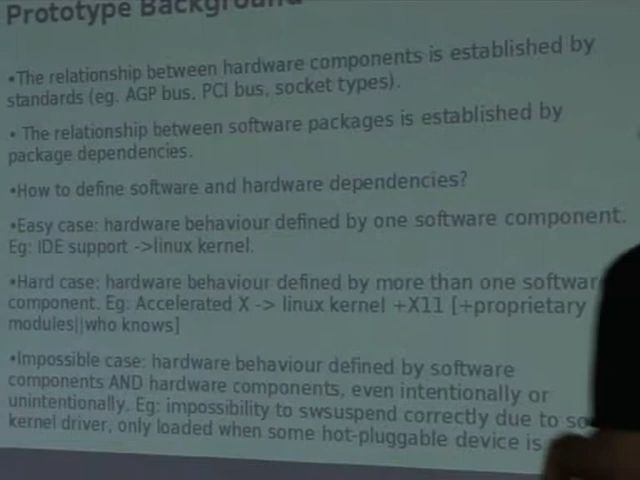 Prototype Background
•The relationship between hardware components is established by
standards (eg. AGP bus, PCI bus, socket types).
• The relationship between software packages is established by
package dependencies.
•How to define software and hardware dependencies?
•Easy case: hardware behaviour defined by one software component.
Eg: IDE support ->linux kernel.
•Hard case: hardware behaviour defined by more than one softwar
component. Eg: Accelerated X -> linux kernel +X11 [+proprietary
modules||who knows]
•Impossible case: hardware behaviour defined by software
components AND hardware components, even intentionally or
unintentionally. Eg: impossibility to swsuspend correctly due to so
kernel driver, only loaded when some hot-pluggable device is